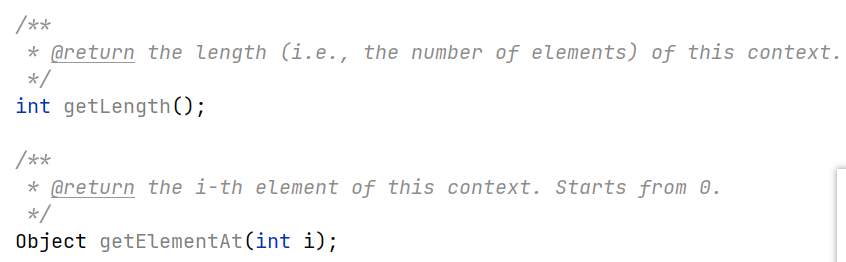 /**
 * @return the length (i.e., the number of elements) of this context.
 */
int getLength();
/**
 * @return the i-th element of this context. Starts from 0.
 */
Object getElementAt(int i);